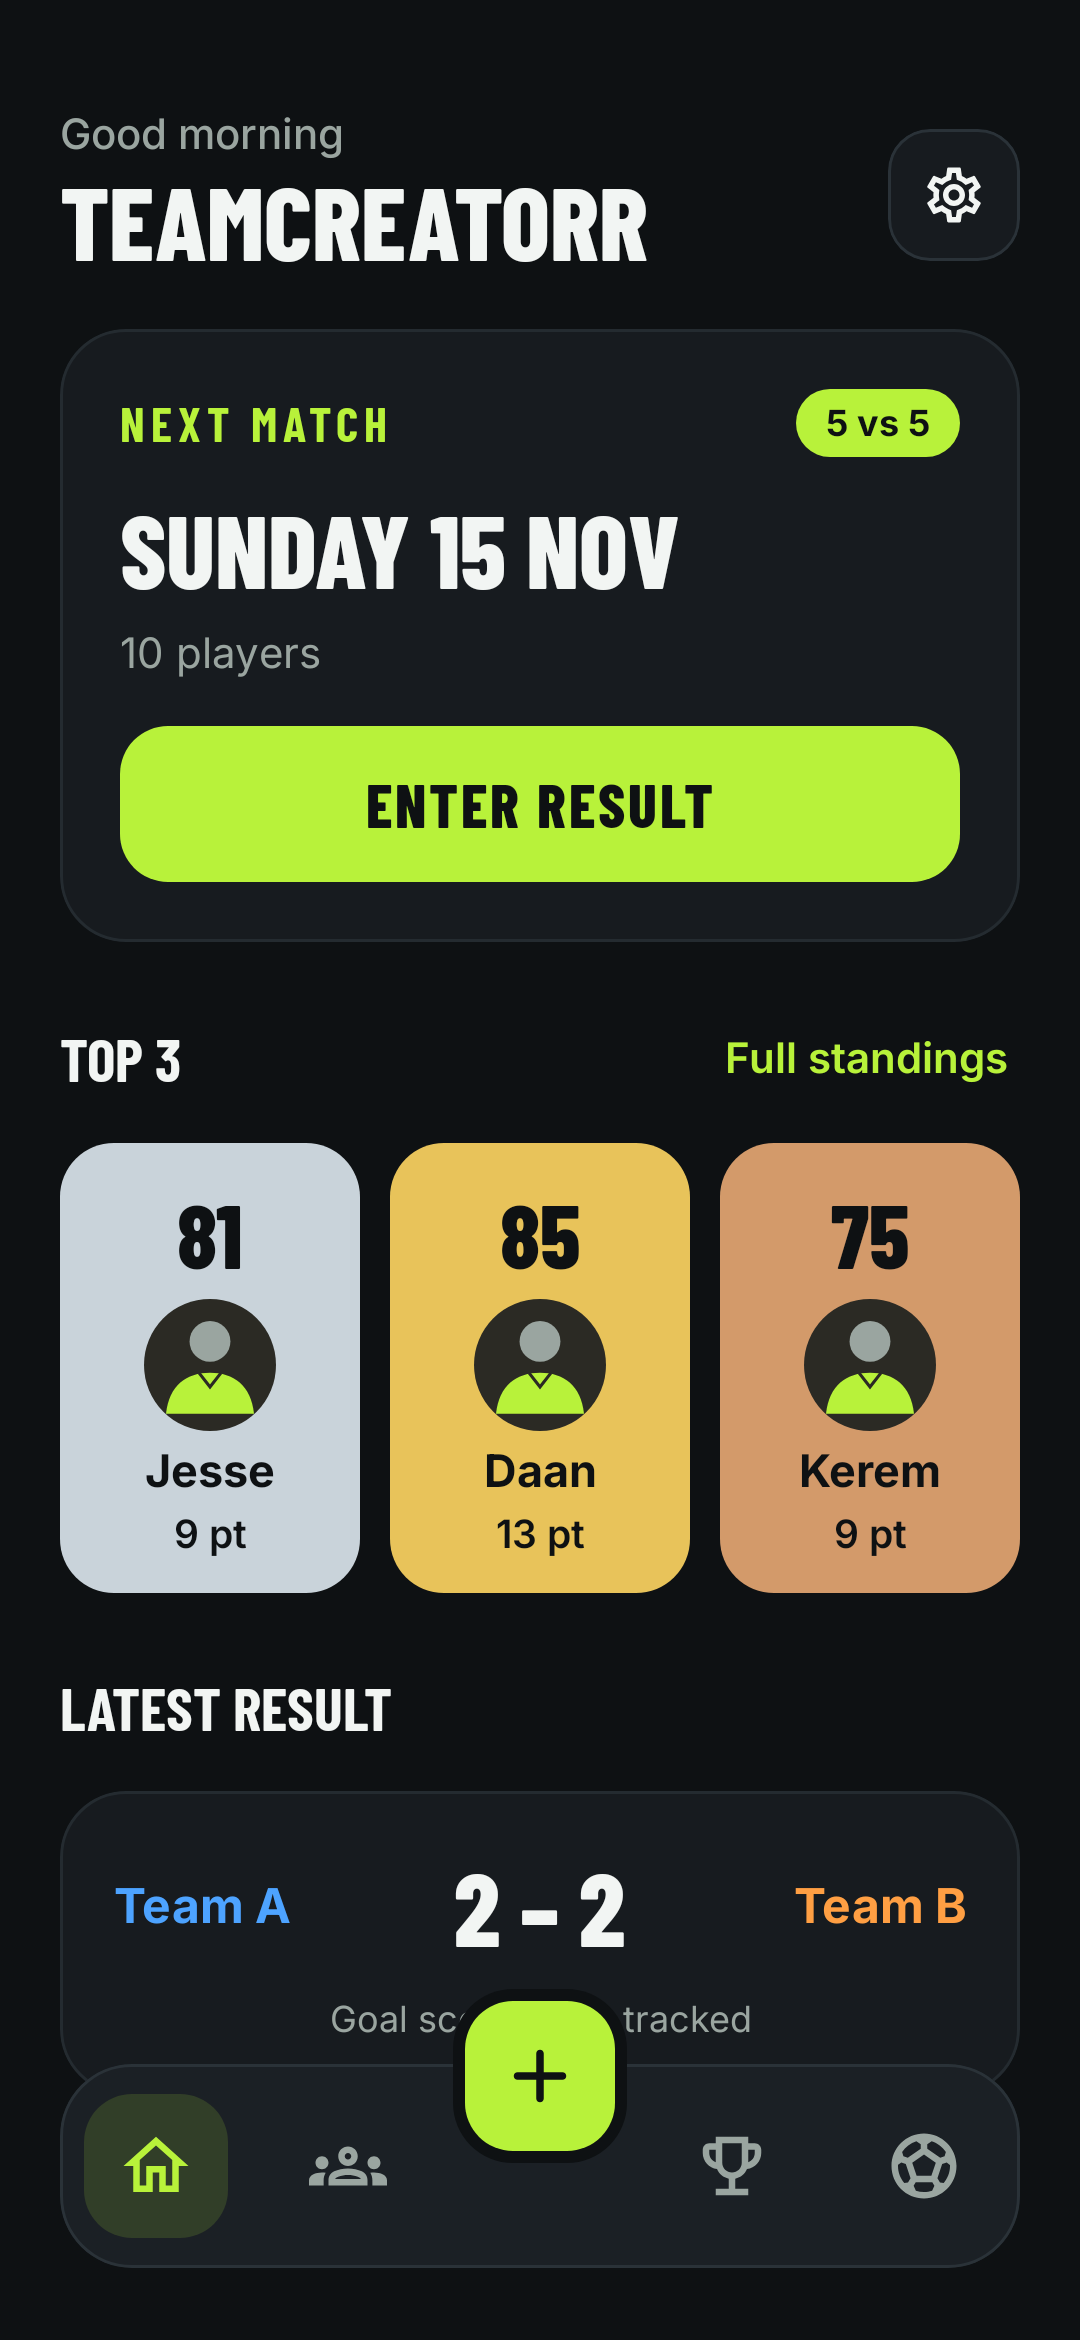 Good morning
TEAMCREATORR
NEXT MATCH
5 vs 5
SUNDAY 15 NOV
10 players
ENTER RESULT
TOP 3
Full standings
81
85
75
Jesse
Daan
Kerem
9 pt
13 pt
9 pt
LATEST RESULT
Team A
2 - 2
Team B
Goal tracked